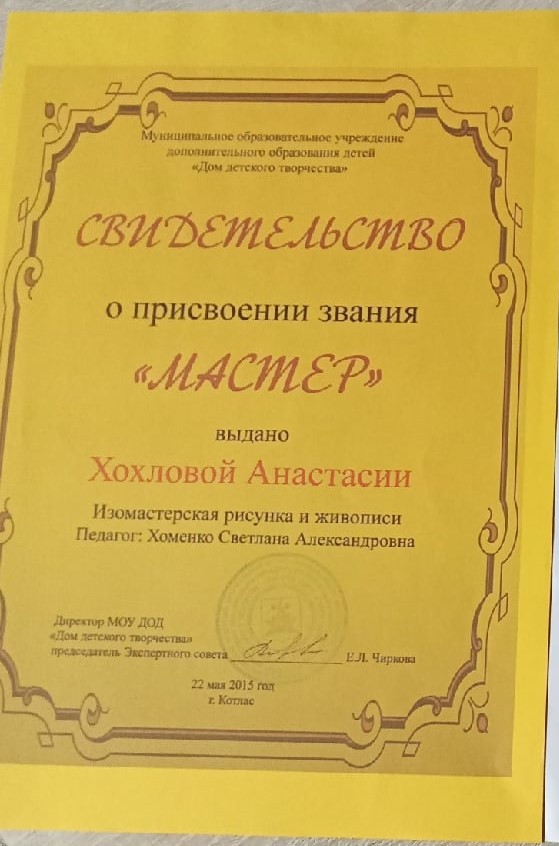 Муниципальное образовательное учреждение
дополнительного образования детей
«Дом детского творчества»
СВИДЕТЕЛЬСТВО
о присвоении звания
«МАСТЕР»
выдано
Хохловой Анастасии
Изомастерская рисунка и живописи
Педагог: Хоменко Светлана Александровна
Директор МОУ ДОД
«Дом детского творчества»
председатель Экспертного совета Е.Л. Чиркова
22 мая 2015 год
г. Котлас